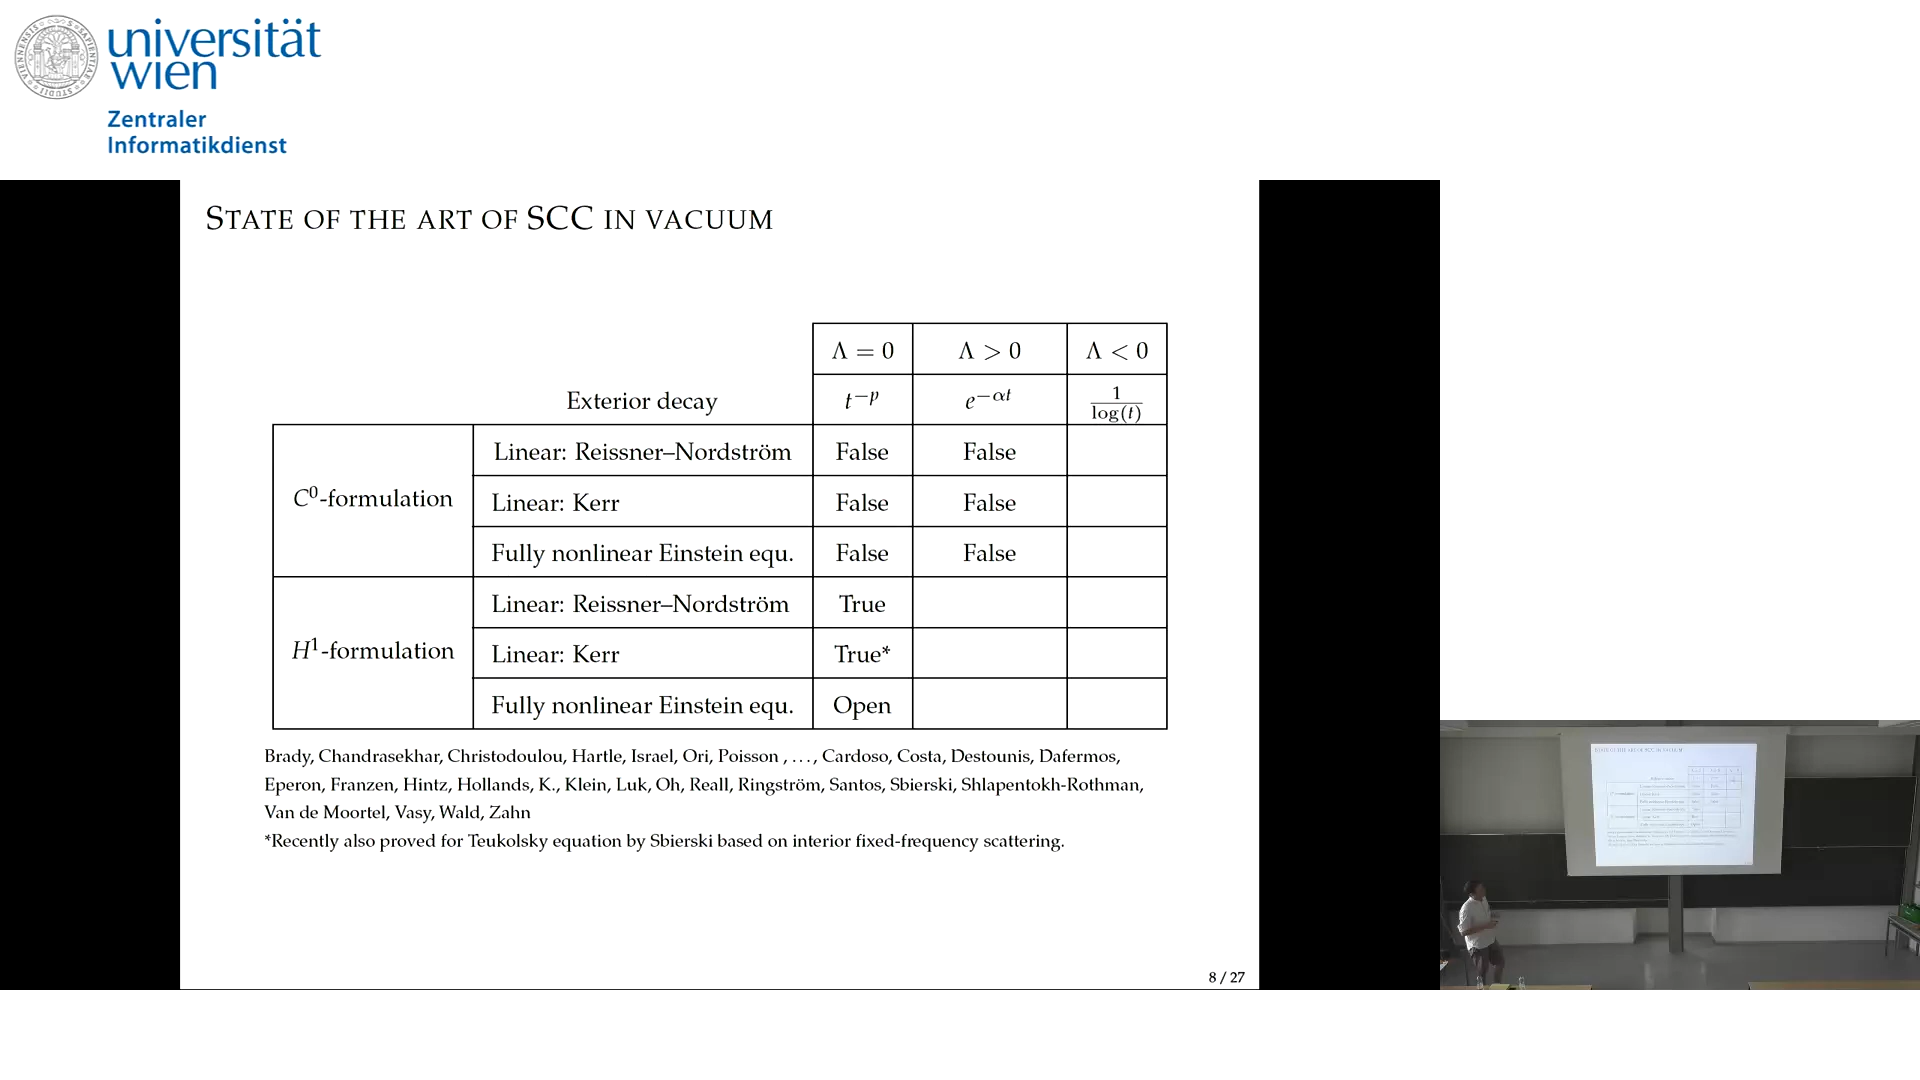 universität
wien
Zentraler
Informatikdienst
STATE OF THE ART OF SCC IN VACUUM
Λ = 0 Λ > 0 Λ < 0
Exterior decay t^{-p} e^{-αt} 1/log(t)
C^0-formulation
Linear: Reissner–Nordström False False
Linear: Kerr False False
Fully nonlinear Einstein equ. False False
H^1-formulation
Linear: Reissner–Nordström True
Linear: Kerr True*
Fully nonlinear Einstein equ. Open
Brady, Chandrasekhar, Christodoulou, Hartle, Israel, Ori, Poisson , …, Cardoso, Costa, Destounis, Dafermos,
Eperon, Franzen, Hintz, Hollands, K., Klein, Luk, Oh, Reall, Ringström, Santos, Sbierski, Shlapentokh-Rothman,
Van de Moortel, Vasy, Wald, Zahn
*Recently also proved for Teukolsky equation by Sbierski based on interior fixed-frequency scattering.
8 / 27